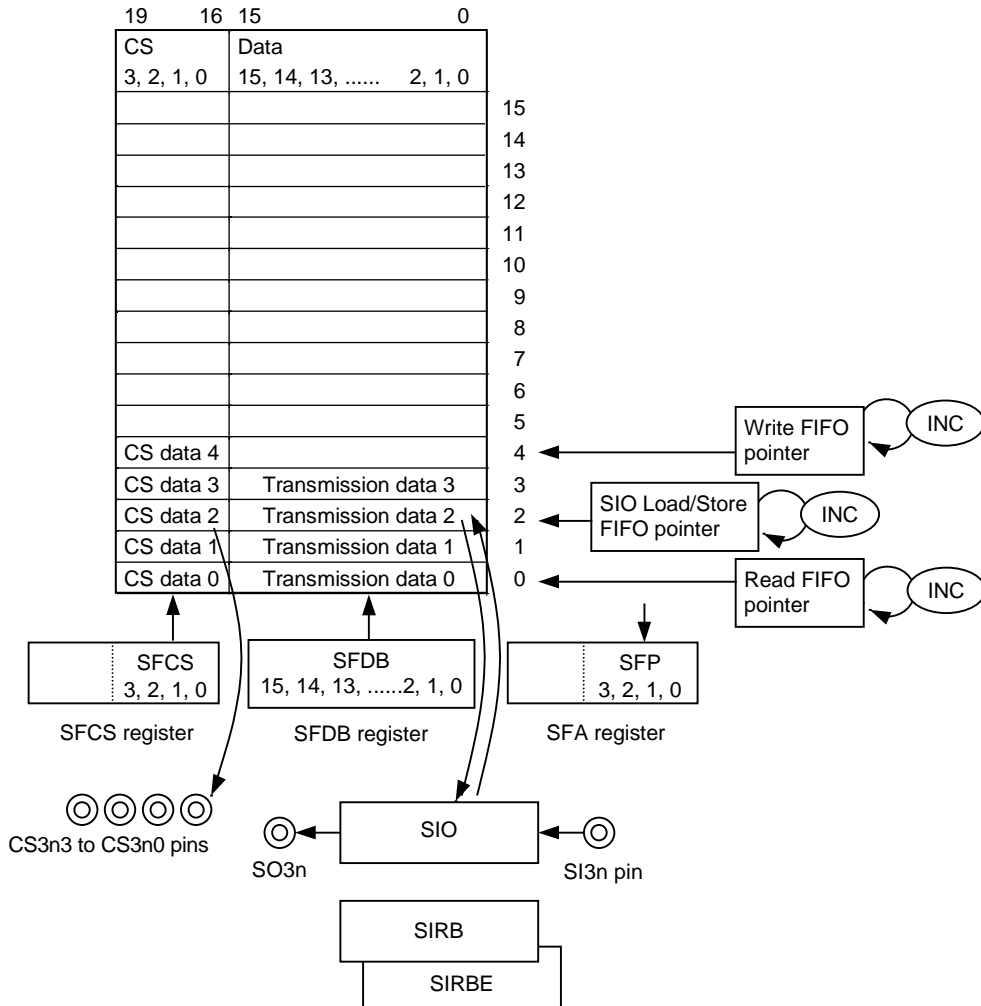 19 16 15 0
CS Data
3, 2, 1, 0 15, 14, 13, ...... 2, 1, 0
15
14
13
12
11
10
9
8
7
6
5
CS data 4 4
CS data 3 Transmission data 3 3
CS data 2 Transmission data 2 2
CS data 1 Transmission data 1 1
CS data 0 Transmission data 0 0
Write FIFO
pointer
INC
SIO Load/Store
FIFO pointer
INC
Read FIFO
pointer
INC
SFCS
3, 2, 1, 0
SFCS register
SFDB
15, 14, 13, ......2, 1, 0
SFDB register
SFP
3, 2, 1, 0
SFA register
CS3n3 to CS3n0 pins
SO3n
SIO
SI3n pin
SIRB
SIRBE